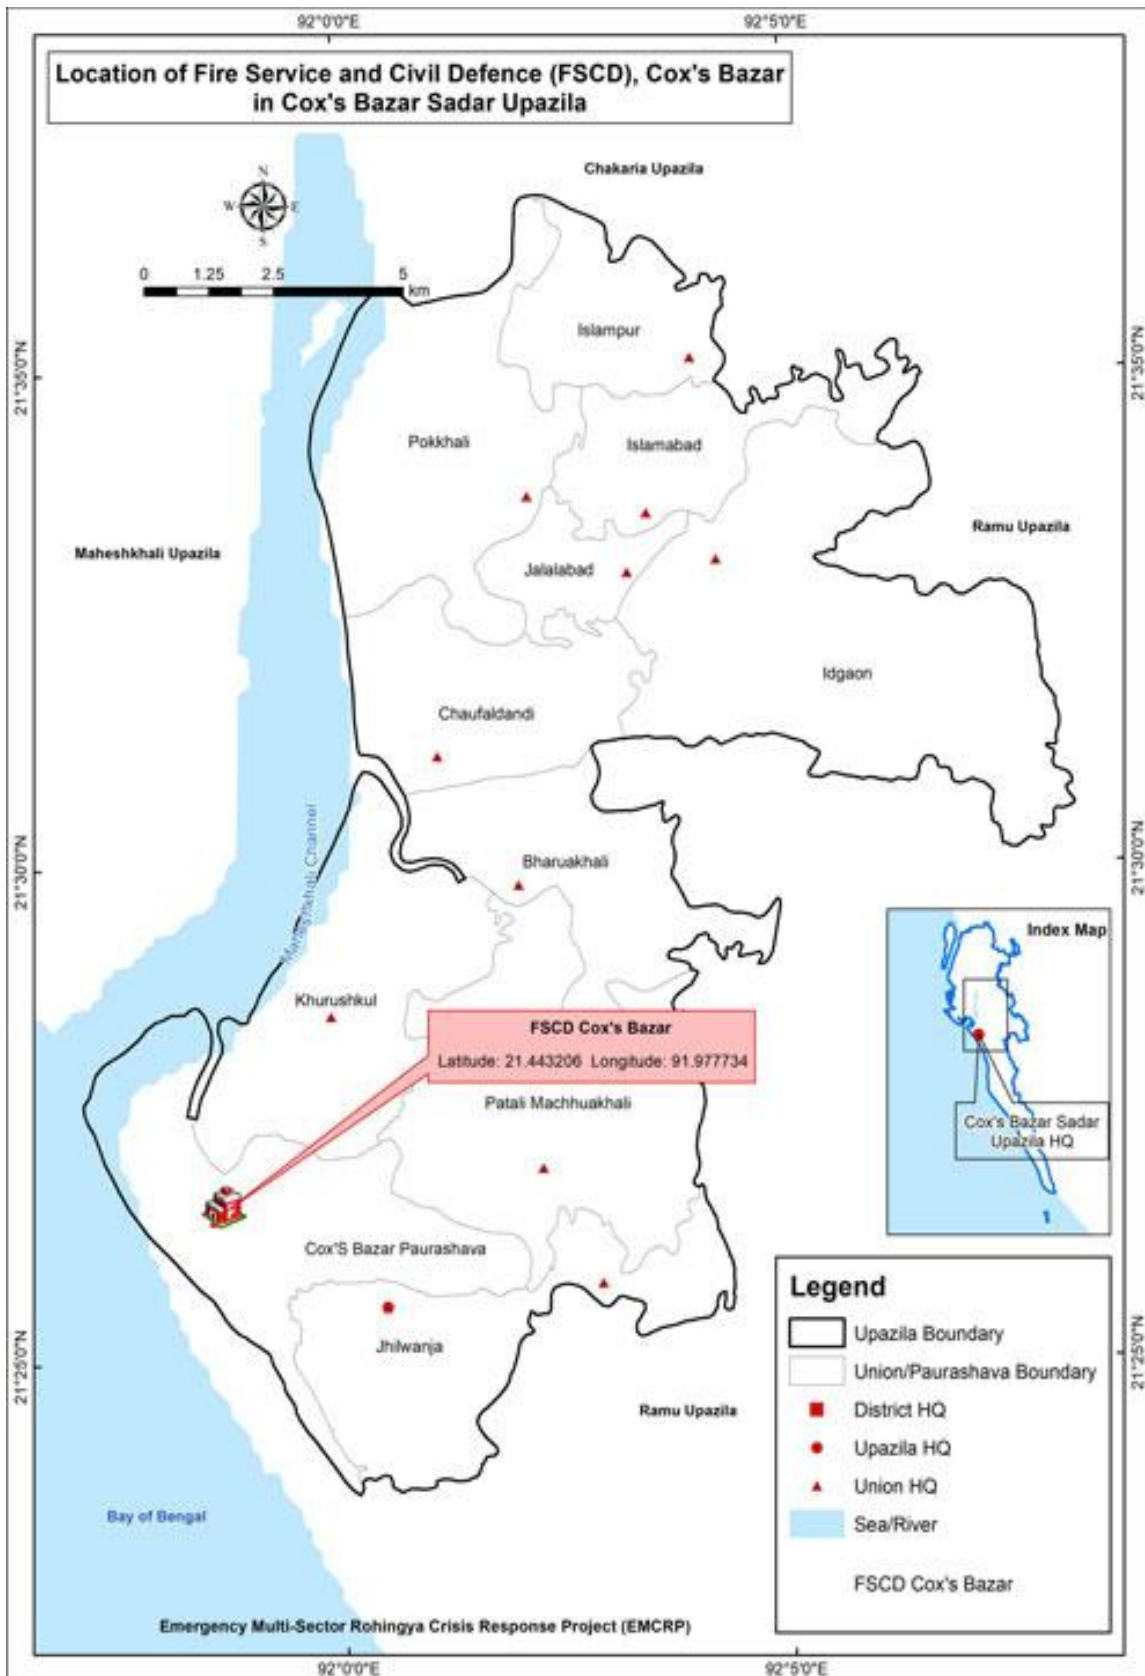 92°0'0"E
92°5'0"E
Location of Fire Service and Civil Defence (FSCD), Cox's Bazar
in Cox's Bazar Sadar Upazila
Chakaria Upazila
N
W
E
S
0
1.25
2.5
5
km
Islampur
21°35'0"N
21°35'0"N
Pokkhali
Islamabad
Ramu Upazila
Maheshkhali Upazila
Jalalabad
Idgaon
Chaufaldandi
Maheshkhali Channel
Bharuakhali
21°30'0"N
21°30'0"N
Index Map
Khurushkul
FSCD Cox's Bazar
Latitude: 21.443206 Longitude: 91.977734
Patali Machhuakhali
Cox's Bazar Sadar
Upazila HQ
1
F
Cox'S Bazar Paurashava
Jhilwanja
21°25'0"N
21°25'0"N
Ramu Upazila
Legend
Upazila Boundary
Union/Paurashava Boundary
District HQ
Upazila HQ
Union HQ
Sea/River
FSCD Cox's Bazar
Bay of Bengal
Emergency Multi-Sector Rohingya Crisis Response Project (EMCRP)
92°0'0"E
92°5'0"E